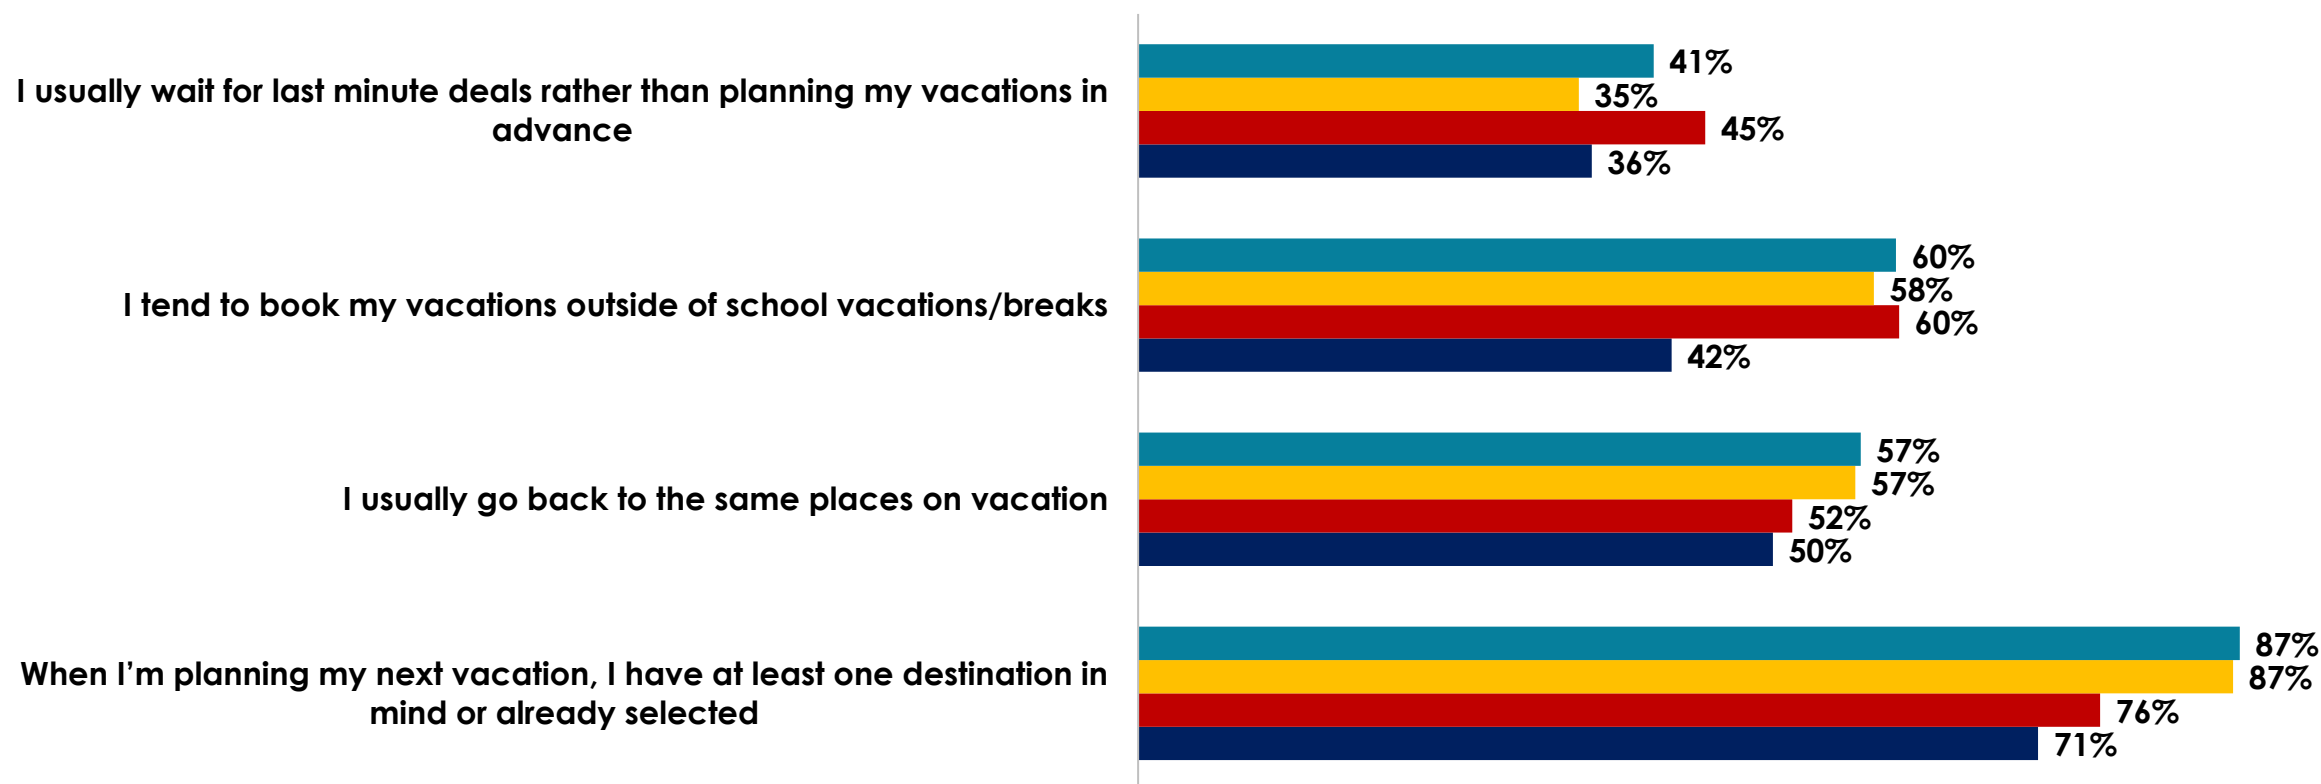 I usually wait for last minute deals rather than planning my vacations in
advance
41%
35%
45%
36%
I tend to book my vacations outside of school vacations/breaks
60%
58%
60%
42%
I usually go back to the same places on vacation
57%
57%
52%
50%
When I’m planning my next vacation, I have at least one destination in
mind or already selected
87%
87%
76%
71%